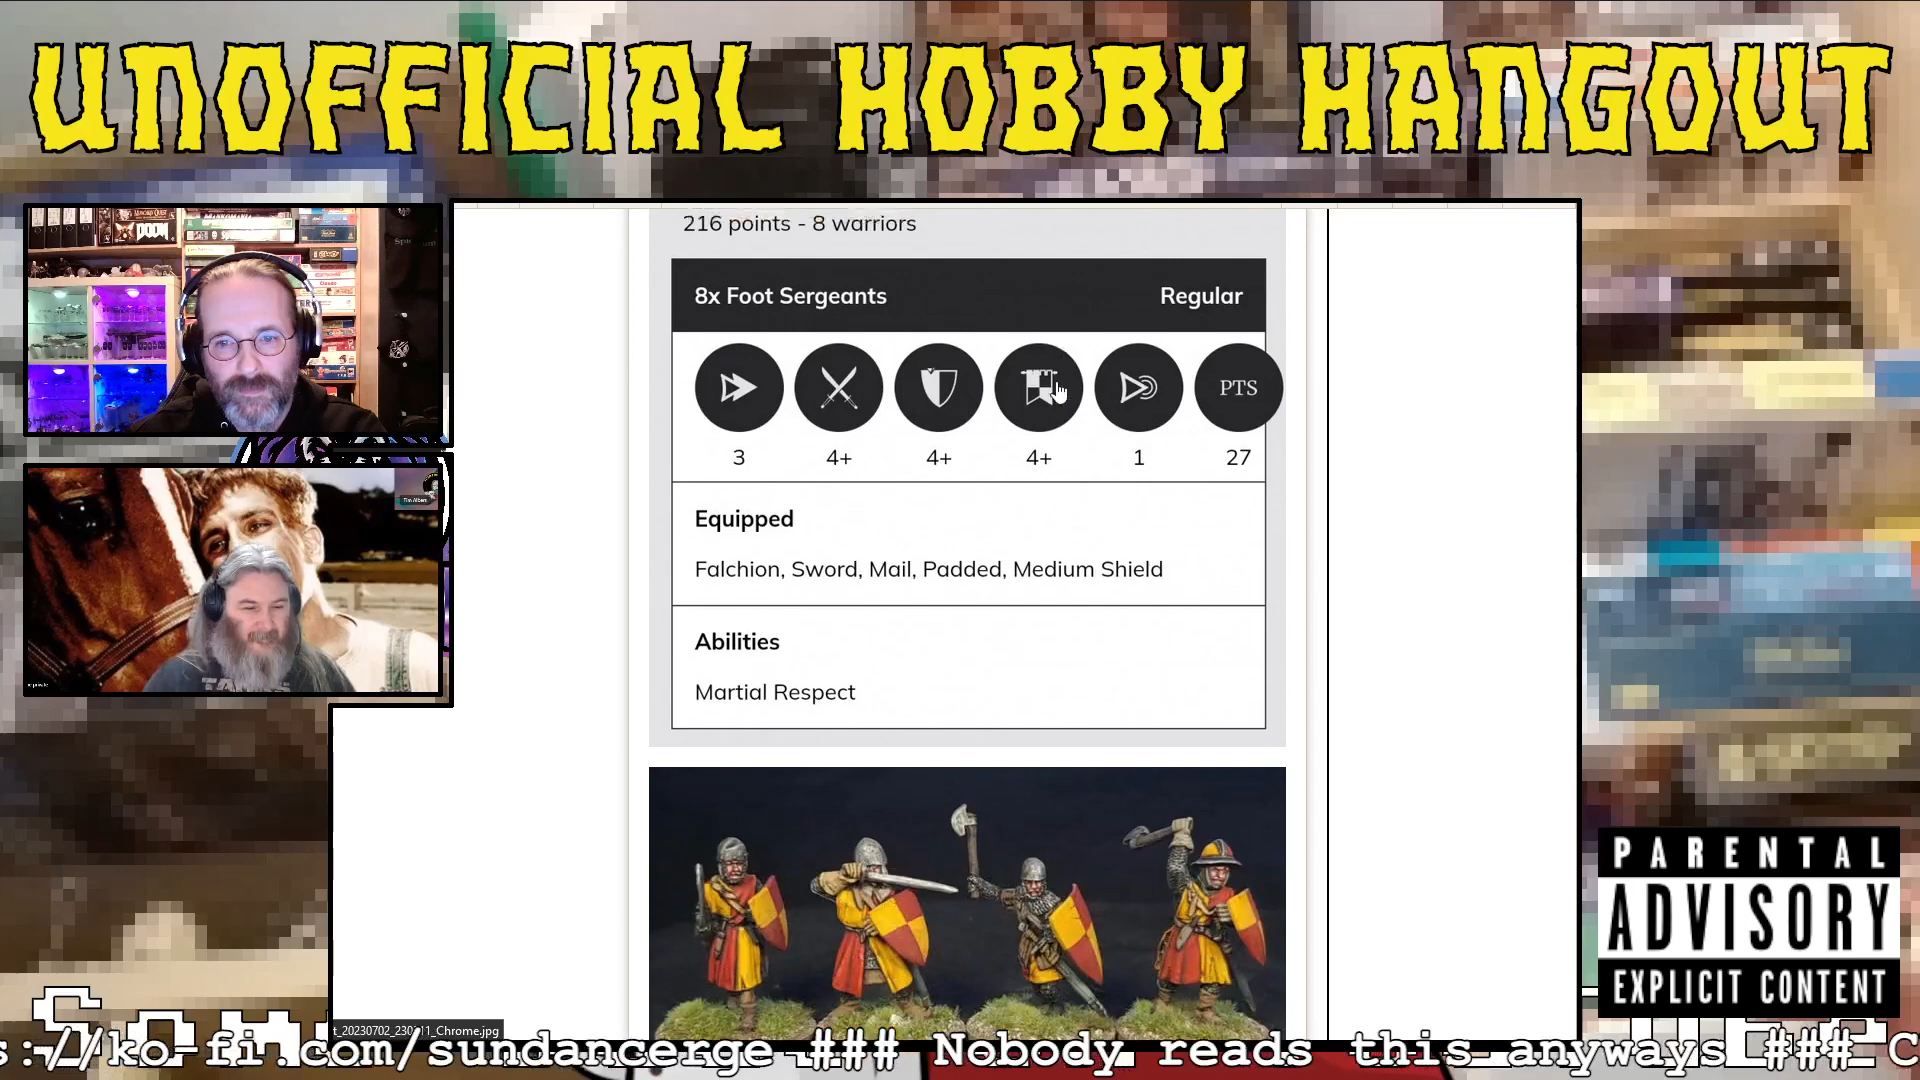 UNOFFICIAL HOBBY HANGOUT
DOOM
216 points - 8 warriors
8x Foot Sergeants
Regular
PTS
3
4+
4+
4+
1
27
Equipped
Falchion, Sword, Mail, Padded, Medium Shield
Abilities
Martial Respect
PARENTAL
ADVISORY
EXPLICIT CONTENT
s://ko-fi.com/sundancerge ### Nobody reads this anyways ### C